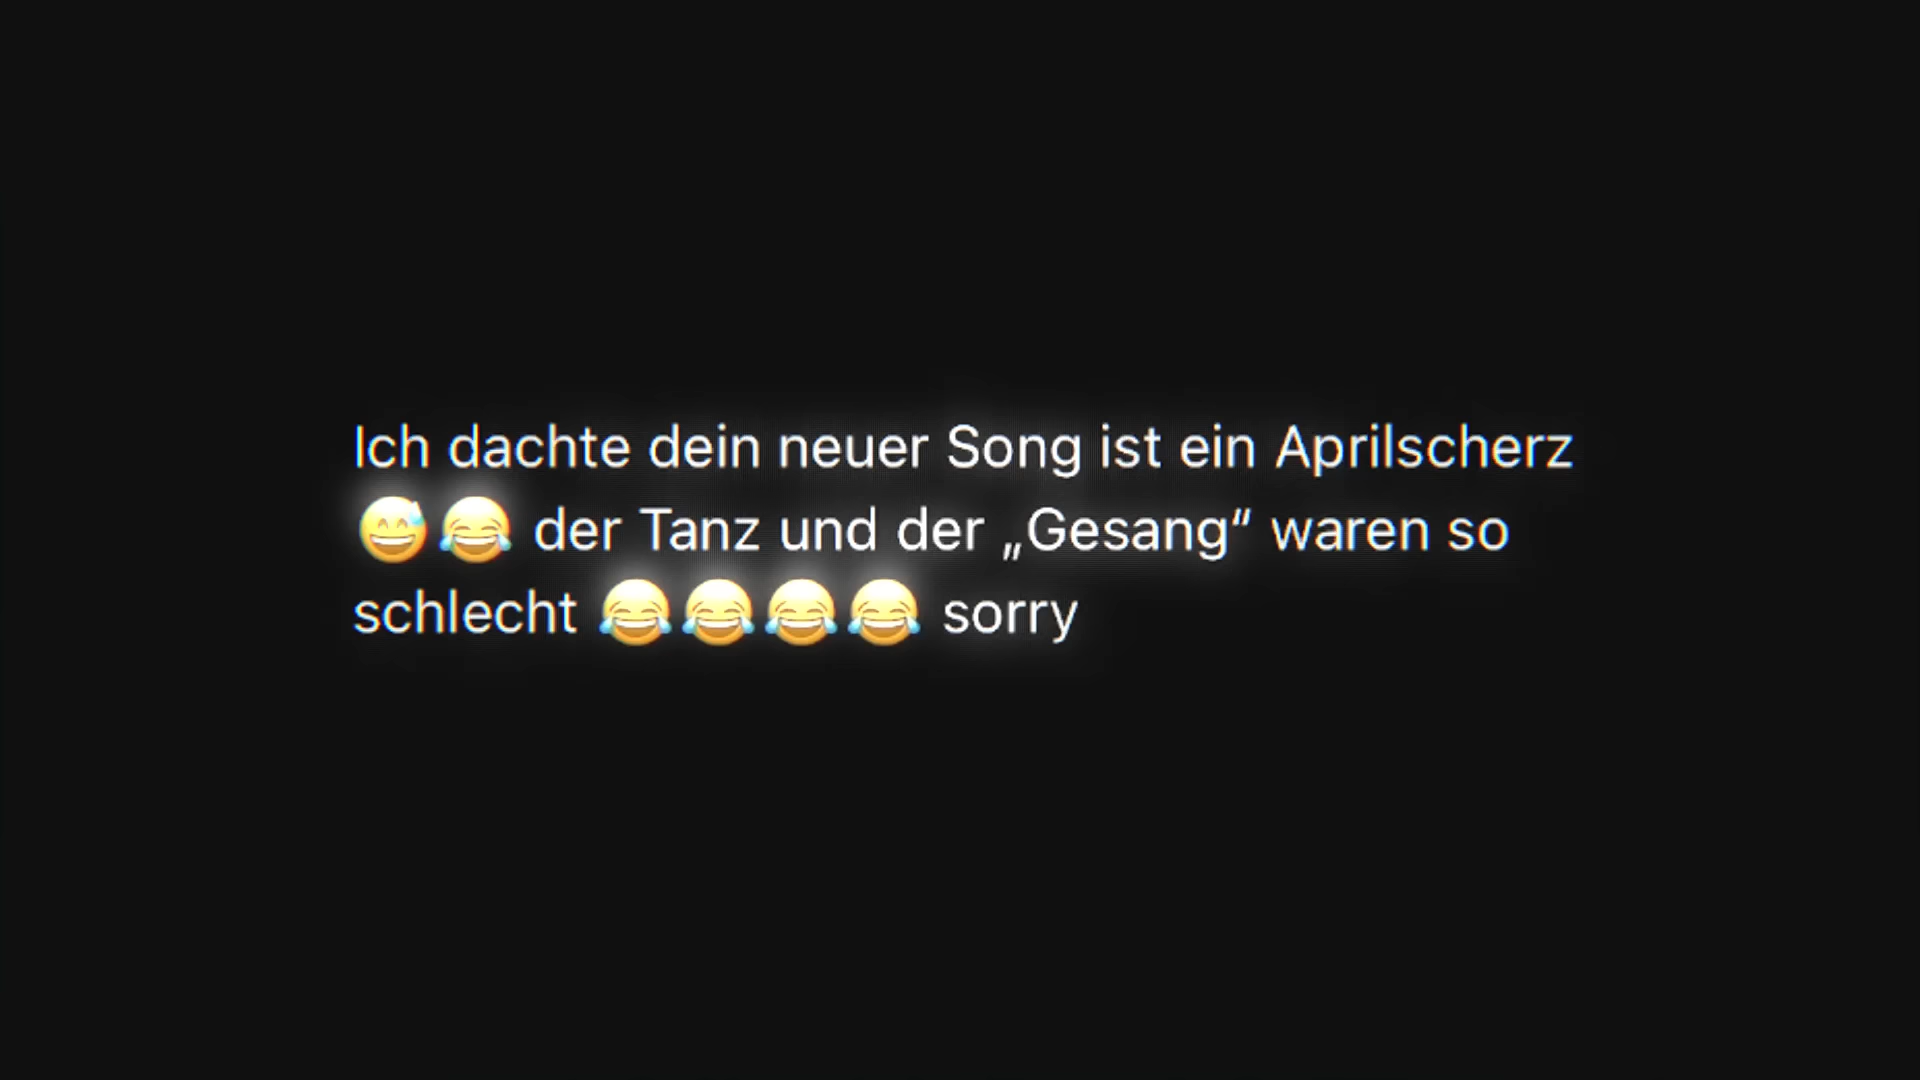 Ich dachte dein neuer Song ist ein Aprilscherz
😅😂 der Tanz und der „Gesang“ waren so
schlecht 😂😂😂😂 sorry